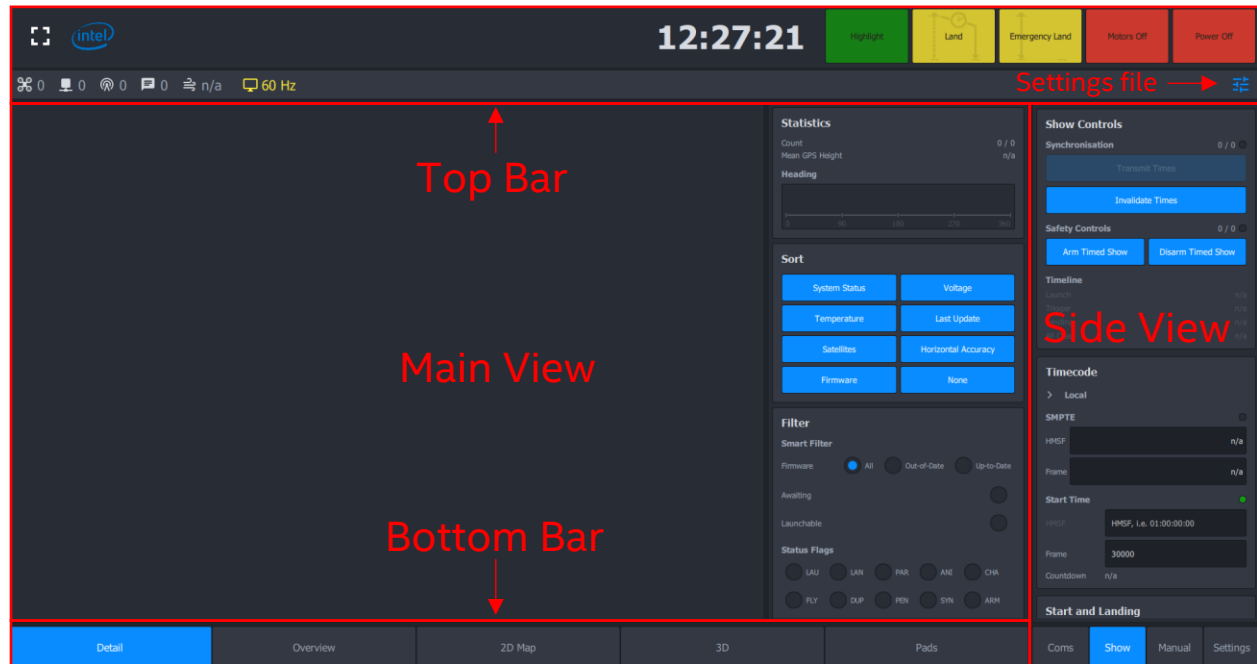 intel
12:27:21
Highlight
Land
Emergency Land
Motors Off
Power Off
0 0 0 0 n/a 60 Hz
Settings file
Top Bar
Main View
Bottom Bar
Side View
Statistics
Count 0 / 0
Mean GPS Height n/a
Heading
0 90 180 270 360
Sort
System Status Voltage
Temperature Last Update
Satellites Horizontal Accuracy
Firmware None
Filter
Smart Filter
Firmware All Out-of-Date Up-to-Date
Awaiting
Launchable
Status Flags
LAU LAN PAR ANI CHA
FLY DUP PEN SYN ARM
Show Controls
Synchronisation 0 / 0
Transmit Times
Invalidate Times
Safety Controls 0 / 0
Arm Timed Show Disarm Timed Show
Timeline
Launch n/a
n/a
n/a
n/a
Timecode
> Local
SMPTE
HMSF n/a
Frame n/a
Start Time
HMSF HMSF, i.e. 01:00:00:00
Frame 30000
Countdown n/a
Start and Landing
Detail Overview 2D Map 3D Pads
Coms Show Manual Settings